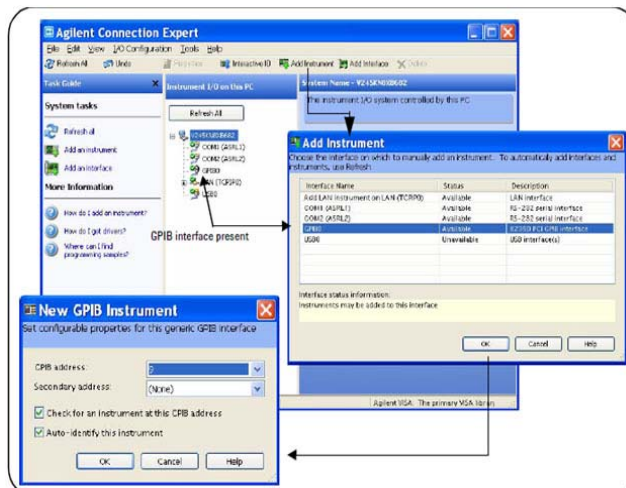 Agilent Connection Expert
File Edit View I/O Configuration Tools Help
Refresh All Undo Properties Interactive IO Add Instrument Add Interface Delete
Task Guide
Instrument I/O on this PC
System tasks
Refresh all
Add an instrument
Add an interface
More Information
How do I add an instrument?
How do I get drivers?
Where can I find
programming samples?
Refresh All
COM1 (ASRL1)
COM2 (ASRL2)
GPIB0
LAN (TCPIP0)
USB0
GPIB interface present
The instrument I/O system controlled by this PC
Add Instrument
Choose the interface on which to manually add an instrument. To automatically add interfaces and
instruments, use Refresh
Interface Name Status Description
Add LAN instrument on LAN (TCPIP0) Available LAN interface
COM1 (ASRL1) Available RS-232 serial interface
COM2 (ASRL2) Available RS-232 serial interface
GPIB0 Available 82350 PCI GPIB interface
USB0 Unavailable USB interface(s)
Interface status information:
Instruments may be added to this interface
OK Cancel Help
Agilent VISA The primary VISA library
New GPIB Instrument
Set configurable properties for this generic GPIB interface
GPIB address:
Secondary address: (None)
Check for an instrument at this GPIB address
Auto-identify this instrument
OK Cancel Help